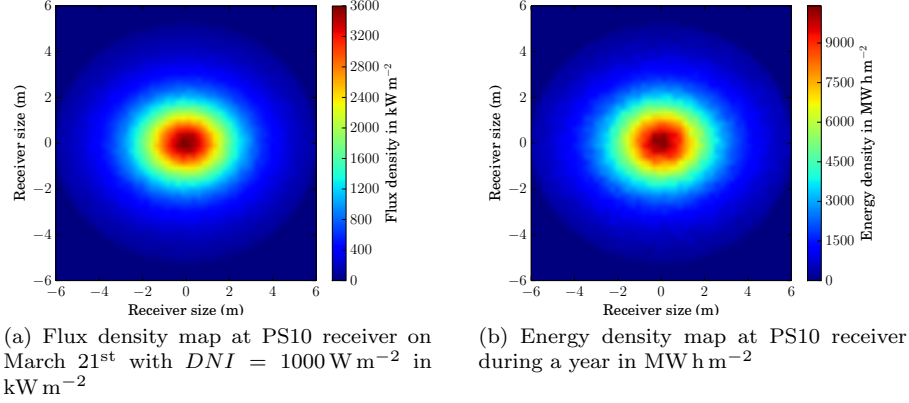 6
4
2
0
−2
−4
−6
Receiver size (m)
−6 −4 −2 0 2 4 6
Receiver size (m)
3600
3200
2800
2400
2000
1600
1200
800
400
0
Flux density in kW m−2
6
4
2
0
−2
−4
−6
Receiver size (m)
−6 −4 −2 0 2 4 6
Receiver size (m)
9000
7500
6000
4500
3000
1500
0
Energy density in MW h m−2
(a) Flux density map at PS10 receiver on
March 21st with DNI = 1000 W m−2 in
kW m−2
(b) Energy density map at PS10 receiver
during a year in MW h m−2